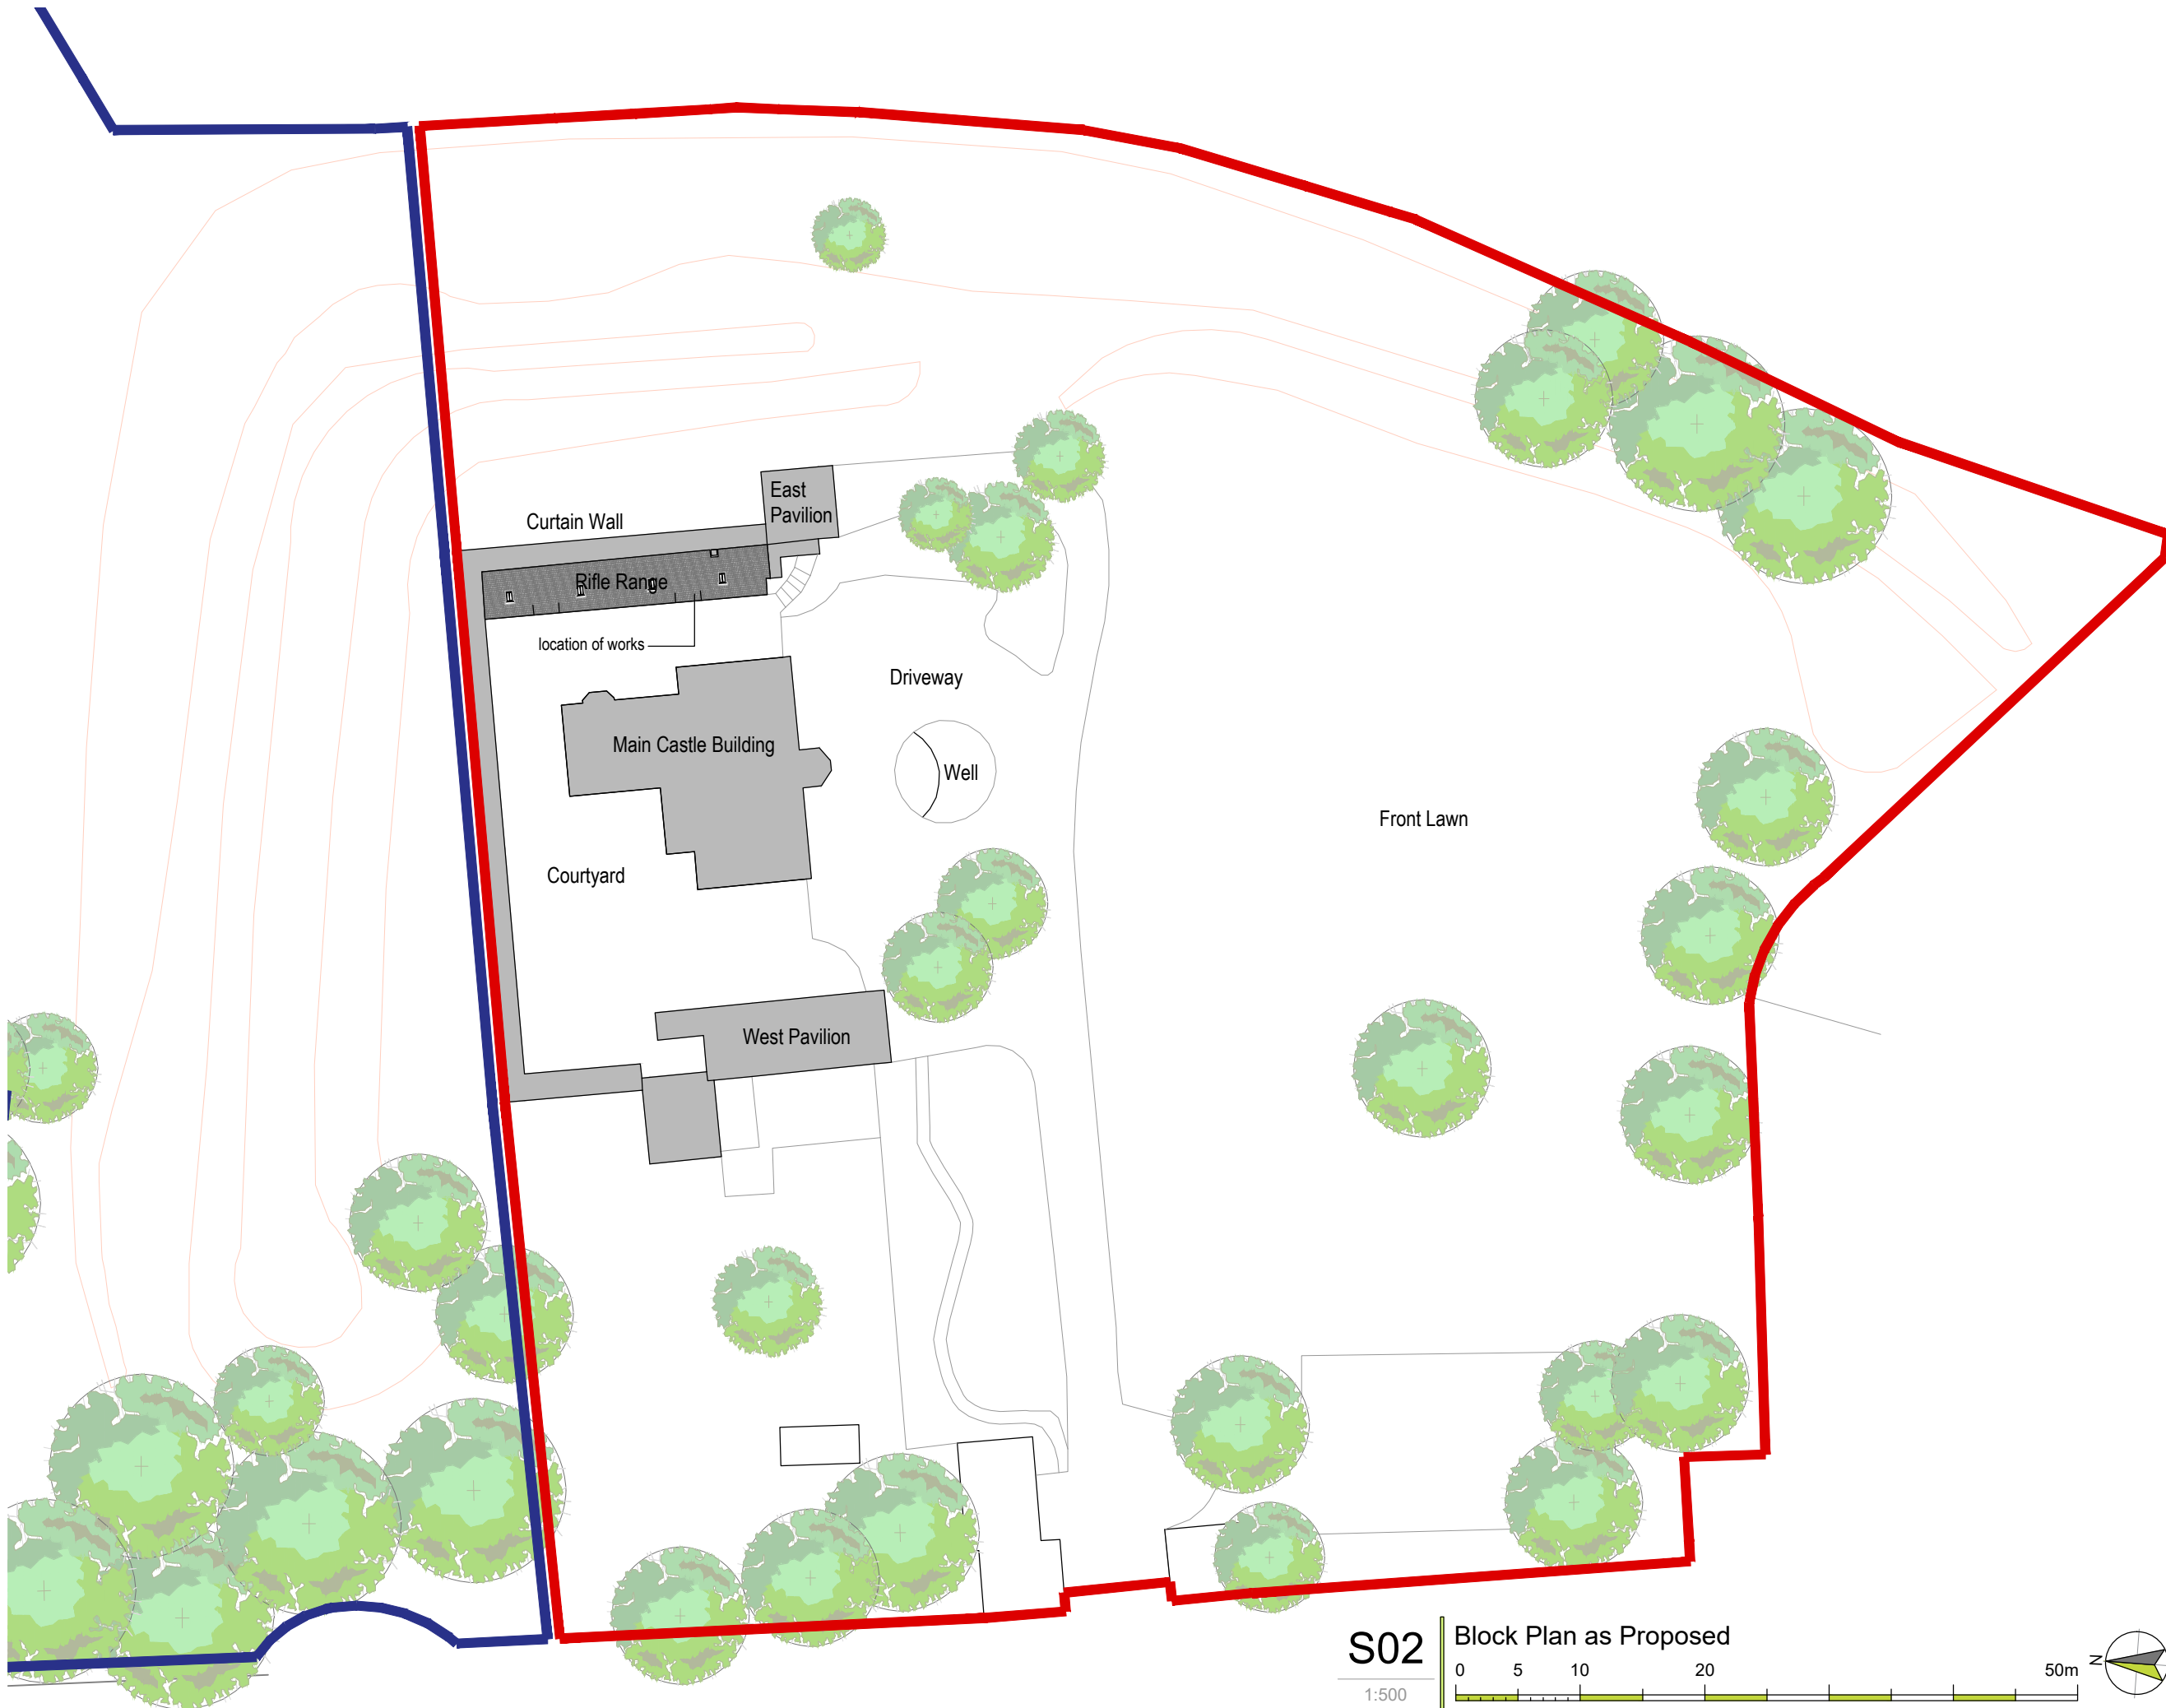 East
Pavilion
Curtain Wall
Rifle Range
location of works
Driveway
Main Castle Building
Well
Front Lawn
Courtyard
West Pavilion
S02
1:500
Block Plan as Proposed
0 5 10 20 50m
N